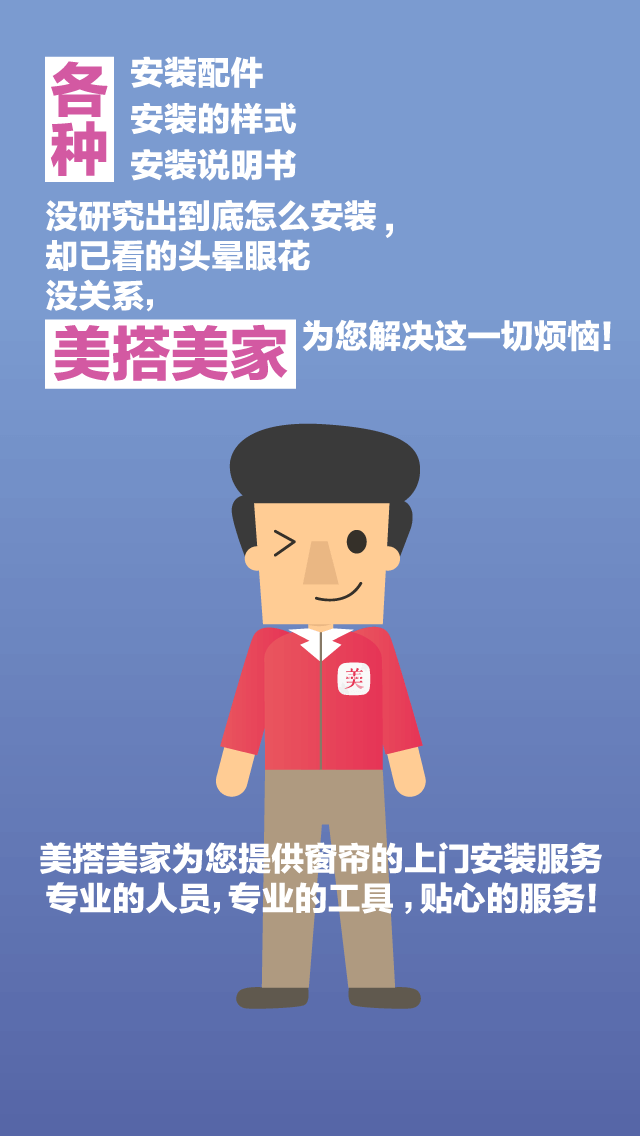 各种
安装配件
安装的样式
安装说明书
没研究出到底怎么安装，
却已看的头晕眼花
没关系，
美搭美家 为您解决这一切烦恼！
美
美搭美家为您提供窗帘的上门安装服务
专业的人员，专业的工具，贴心的服务！